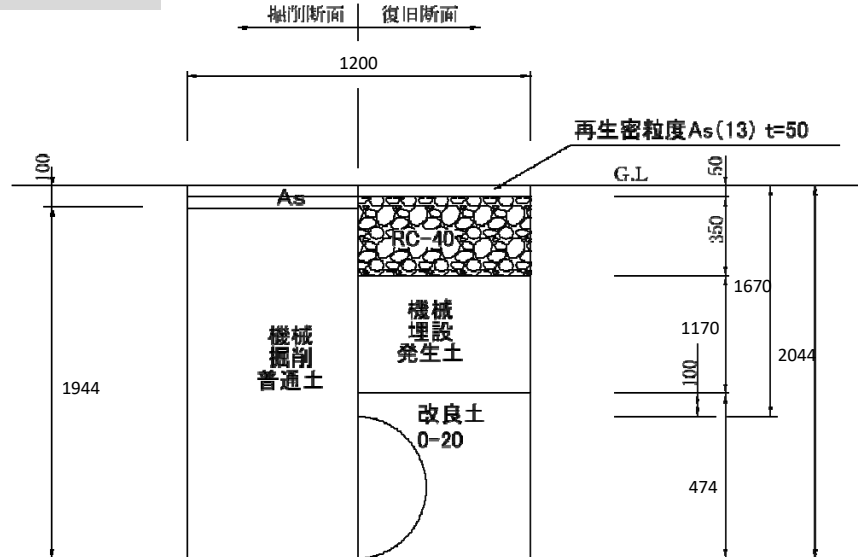 掘削断面
復旧断面
1200
再生密粒度As(13) t=50
100
G.L
50
As
RC-40
350
1670
機械
埋設
発生土
機械
掘削
普通土
1170
2044
1944
100
改良土
0-20
474